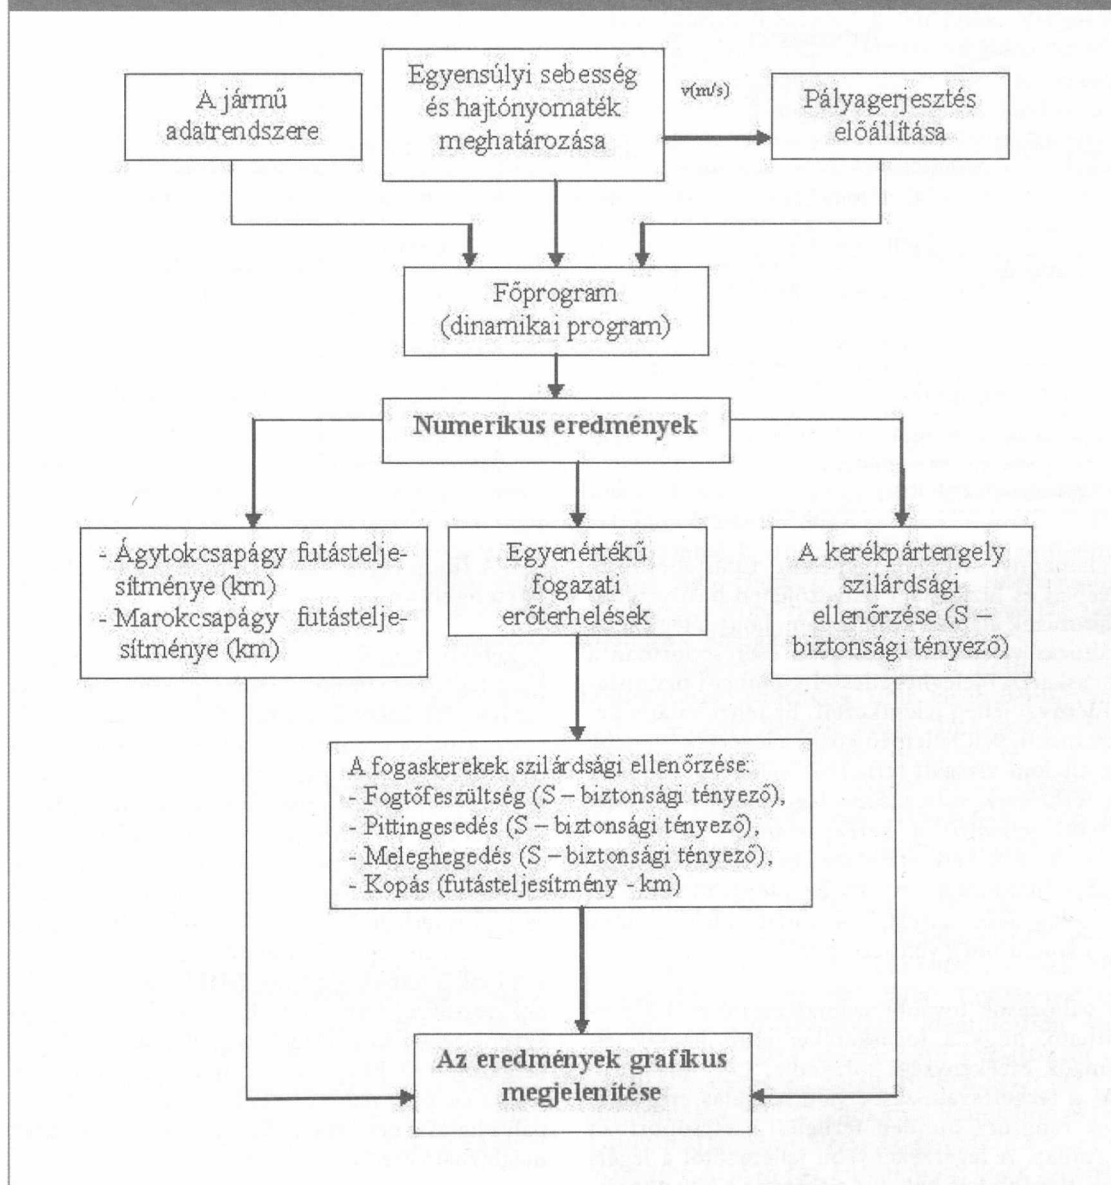 A jármű
adatrendszere
Egyensúlyi sebesség
és hajtónyomaték
meghatározása
v(m/s)
Pályagerjesztés
előállítása
Főprogram
(dinamikai program)
Numerikus eredmények
- Ágytokcsapágy futástelje-
sítménye (km)
- Marokcsapágy futástelje-
sítménye (km)
Egyenértékű
fogazati
erőterhelések
A kerékpártengely
szilárdsági
ellenőrzése (S
biztonsági tényező)
A fogaskerekek szilárdsági ellenőrzése:
- Fogtőfeszültség (S – biztonsági tényező),
- Pittingesedés (S – biztonsági tényező),
- Meleghegedés (S – biztonsági tényező),
- Kopás (futásteljesítmény - km)
Az eredmények grafikus
megjelenítése